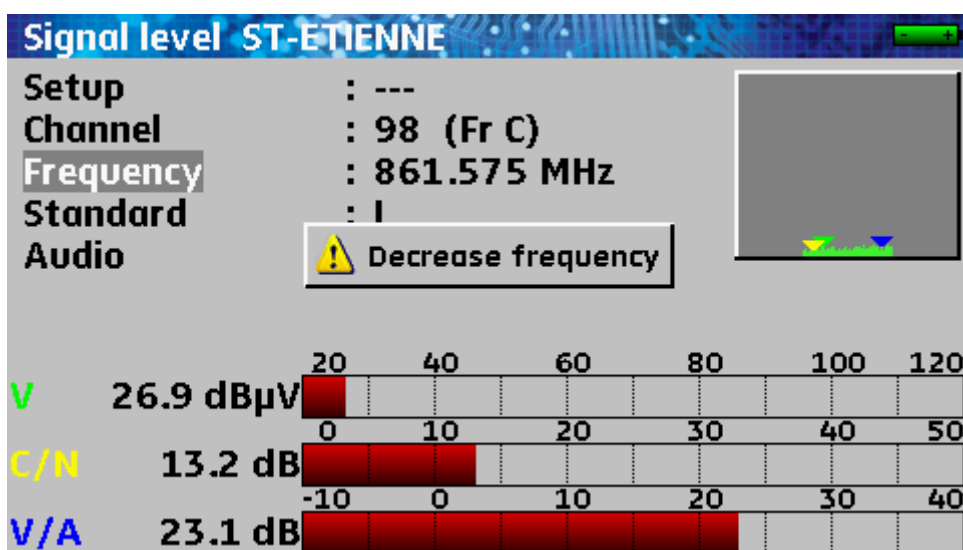 Signal level ST-ETIENNE
- +
Setup : ---
Channel : 98 (Fr C)
Frequency : 861.575 MHz
Standard : L
Audio
Decrease frequency
20 40 60 80 100 120
V 26.9 dBµV
0 10 20 30 40 50
C/N 13.2 dB
-10 0 10 20 30 40
V/A 23.1 dB